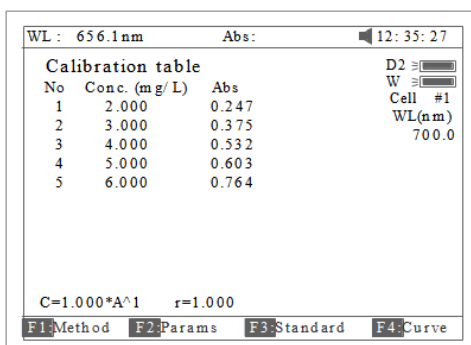 WL: 656.1nm Abs: 12:35:27
Calibration table
No Conc. (mg/L) Abs
1 2.000 0.247
2 3.000 0.375
3 4.000 0.532
4 5.000 0.603
5 6.000 0.764
D2
W
Cell #1
WL(nm)
700.0
C=1.000*A^1 r=1.000
F1:Method F2:Params F3:Standard F4:Curve